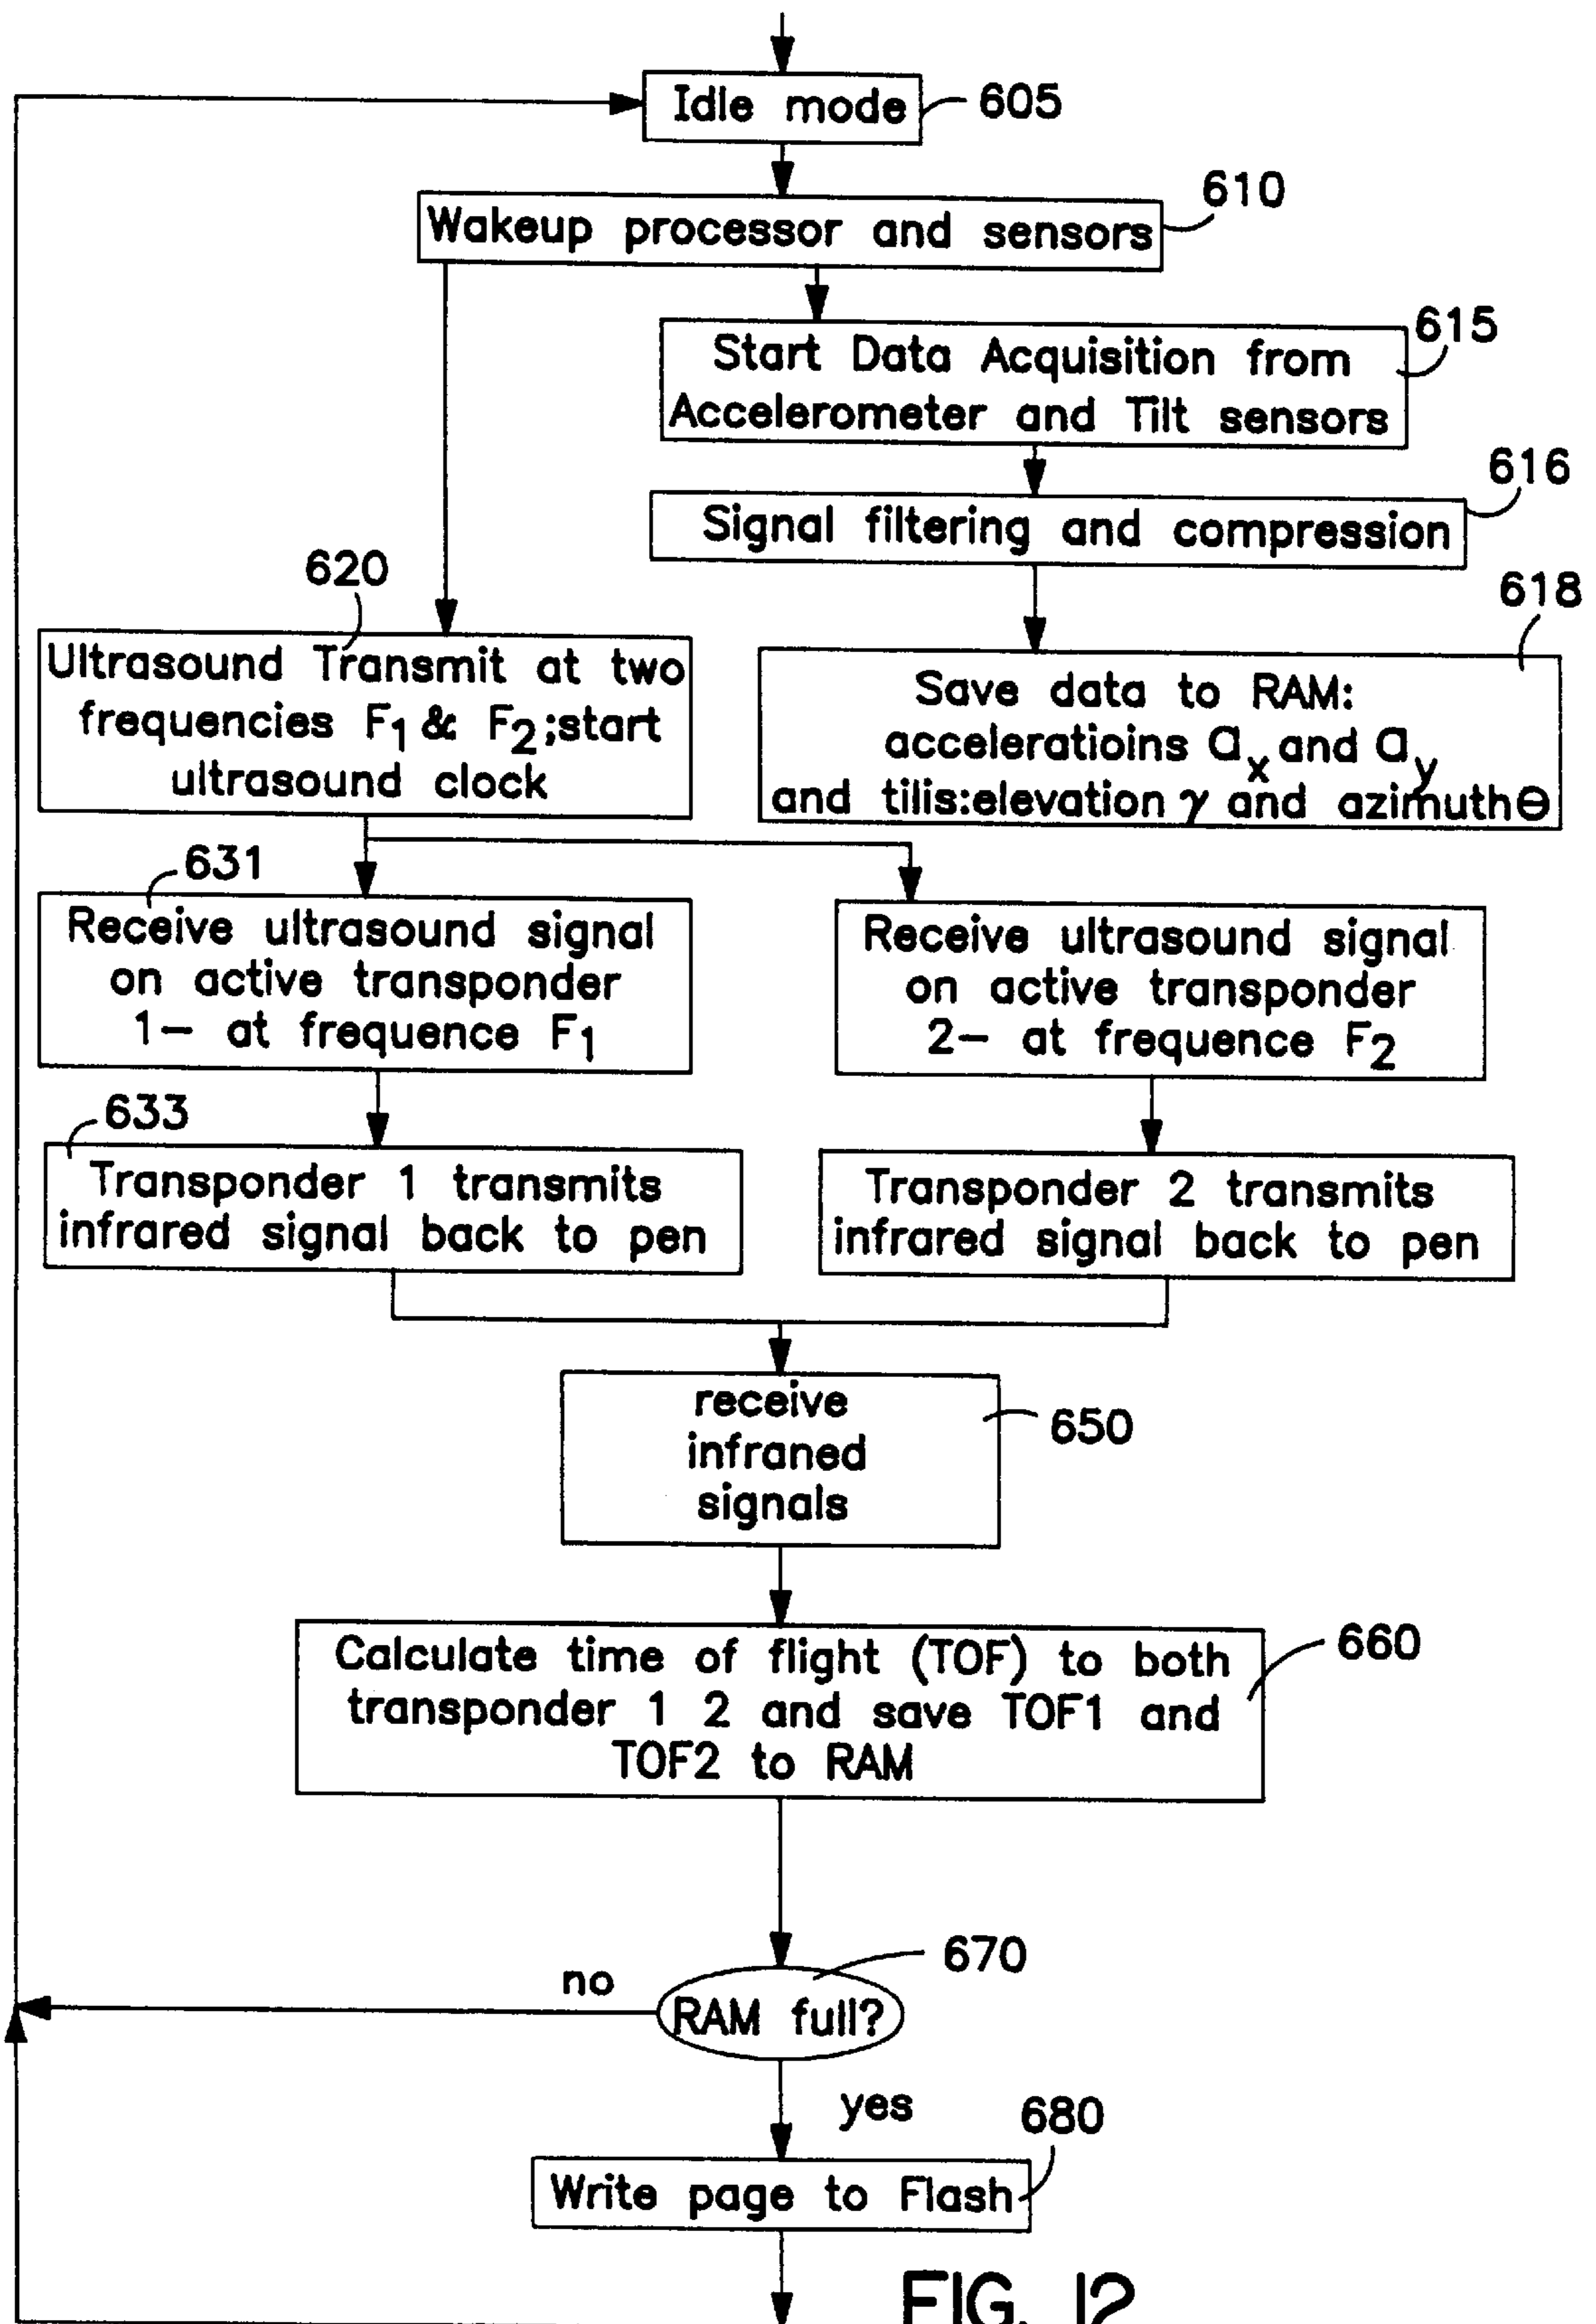 Idle mode
605
Wakeup processor and sensors
610
Start Data Acquisition from
Accelerometer and Tilt sensors
615
Signal filtering and compression
616
620
Ultrasound Transmit at two
frequencies F1 & F2;start
ultrasound clock
618
Save data to RAM:
acceleratioins ax and ay
and tilis:elevation γ and azimuthΘ
631
Receive ultrasound signal
on active transponder
1– at frequence F1
Receive ultrasound signal
on active transponder
2– at frequence F2
633
Transponder 1 transmits
infrared signal back to pen
Transponder 2 transmits
infrared signal back to pen
receive
infraned
signals
650
Calculate time of flight (TOF) to both
transponder 1 2 and save TOF1 and
TOF2 to RAM
660
670
no
RAM full?
yes
680
Write page to Flash
FIG. 12